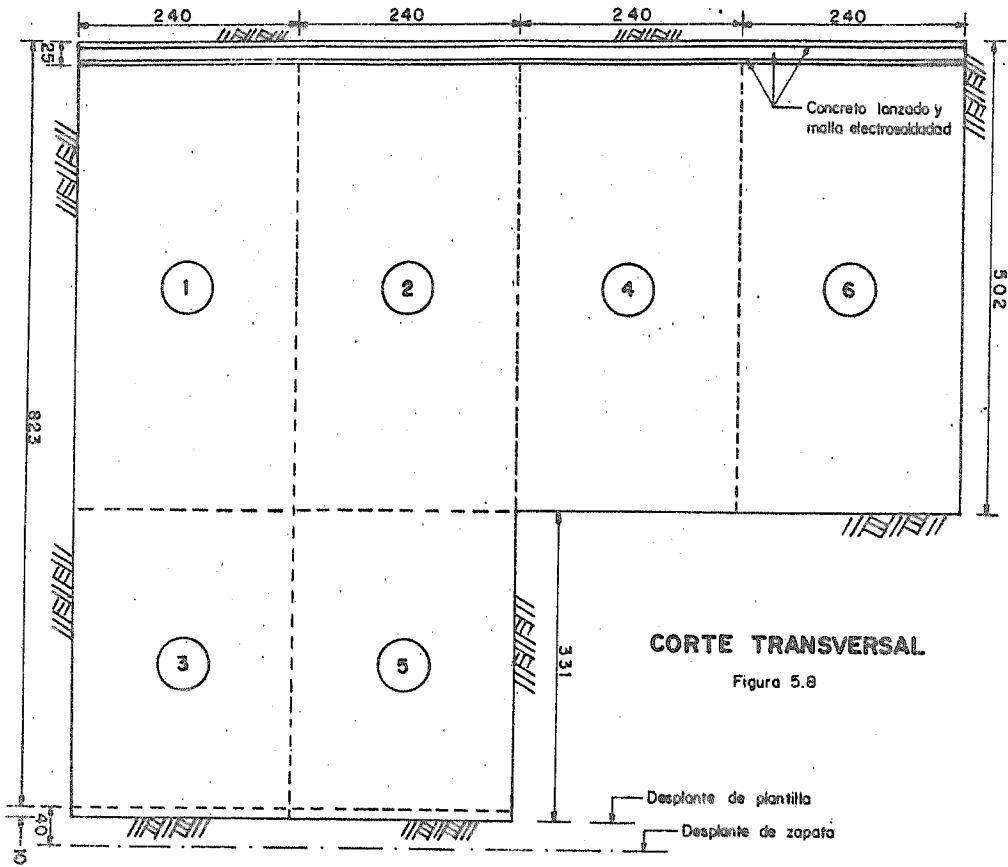 240 240 240 240
25
Concreto lanzado y
malla electrosoldadad
1 2 4 6
502
823
3 5
331
CORTE TRANSVERSAL
Figura 5.8
Desplante de plantilla
40
Desplante de zapata
10